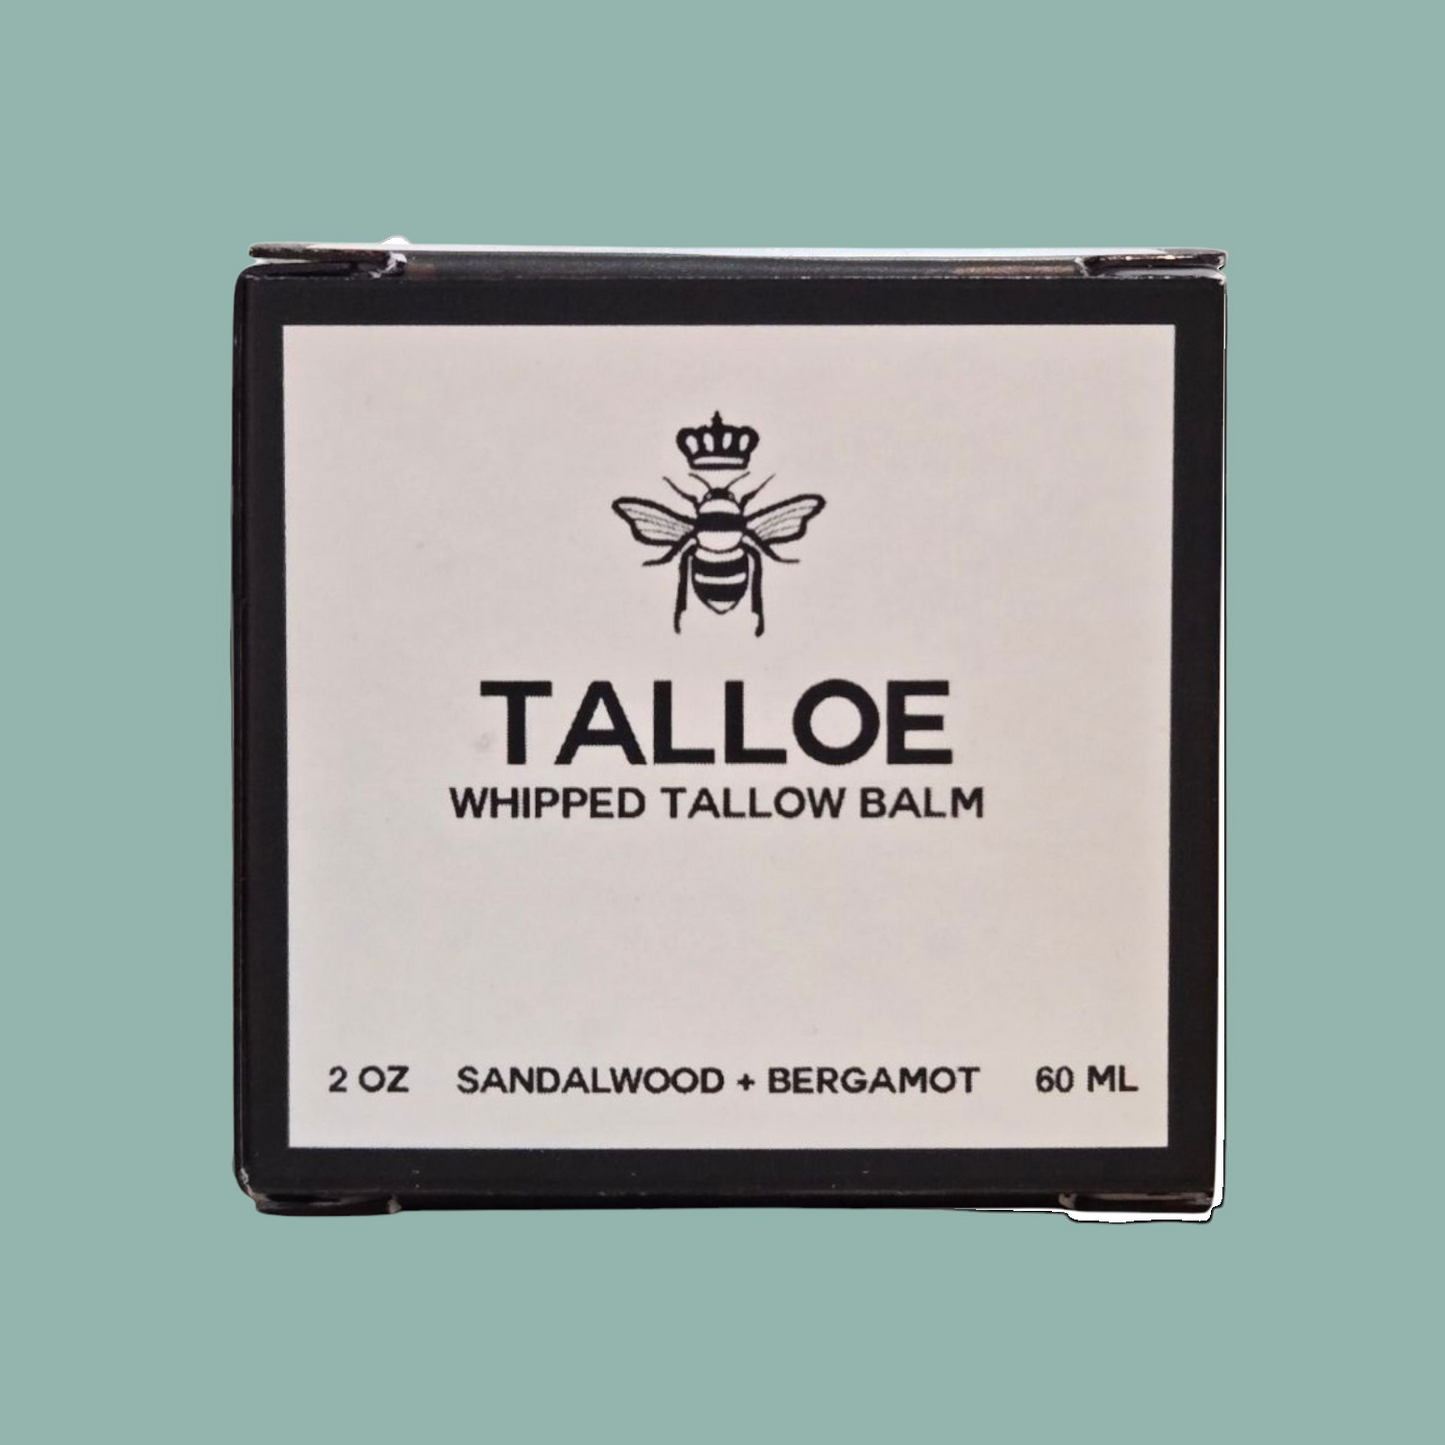 TALLOE
WHIPPED TALLOW BALM
2 OZ SANDALWOOD + BERGAMOT 60 ML